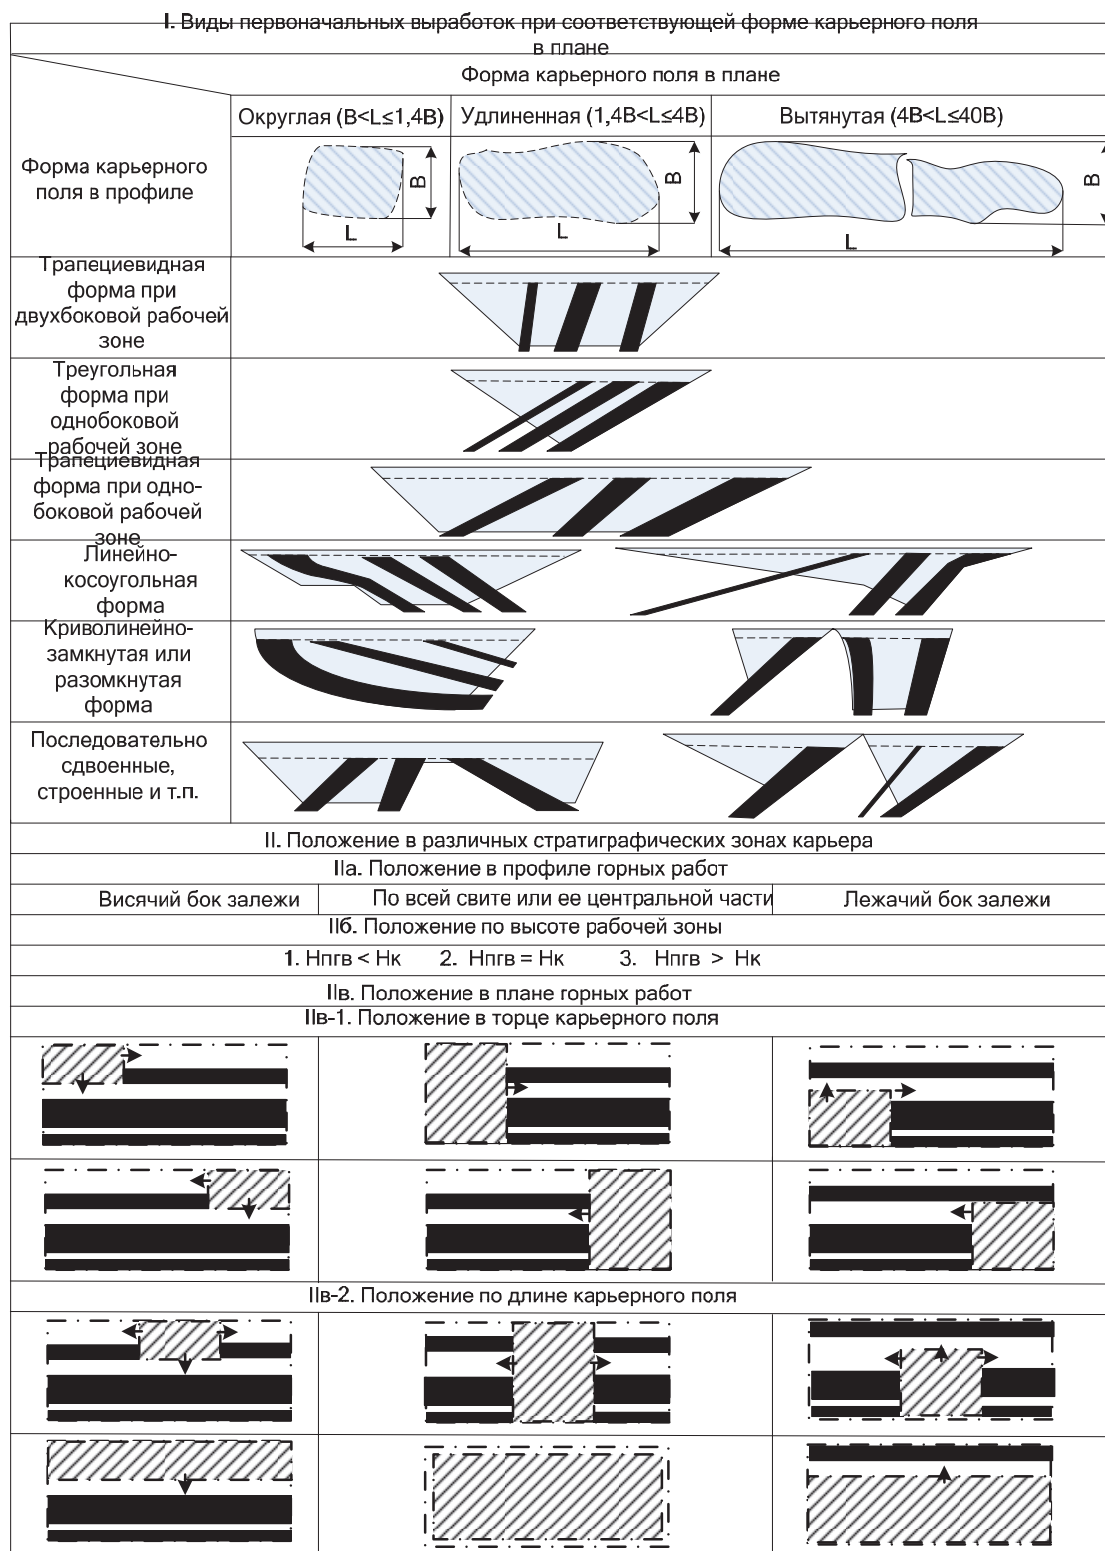 I. Виды первоначальных выработок при соответствующей форме карьерного поля
в плане
Форма карьерного поля в плане
Округлая (B<L≤1,4B)
Удлиненная (1,4B<L≤4B)
Вытянутая (4B<L≤40B)
Форма карьерного
поля в профиле
B
L
B
L
B
L
Трапециевидная
форма при
двухбоковой рабочей
зоне
Треугольная
форма при
однобоковой
рабочей зоне
Трапециевидная
форма при одно-
боковой рабочей
зоне
Линейно-
косоугольная
форма
Криволинейно-
замкнутая или
разомкнутая
форма
Последовательно
сдвоенные,
строенные и т.п.
II. Положение в различных стратиграфических зонах карьера
IIа. Положение в профиле горных работ
Висячий бок залежи
По всей свите или ее центральной части
Лежачий бок залежи
IIб. Положение по высоте рабочей зоны
1. Нпгв < Нк 2. Нпгв = Нк 3. Нпгв > Нк
IIв. Положение в плане горных работ
IIв-1. Положение в торце карьерного поля
IIв-2. Положение по длине карьерного поля